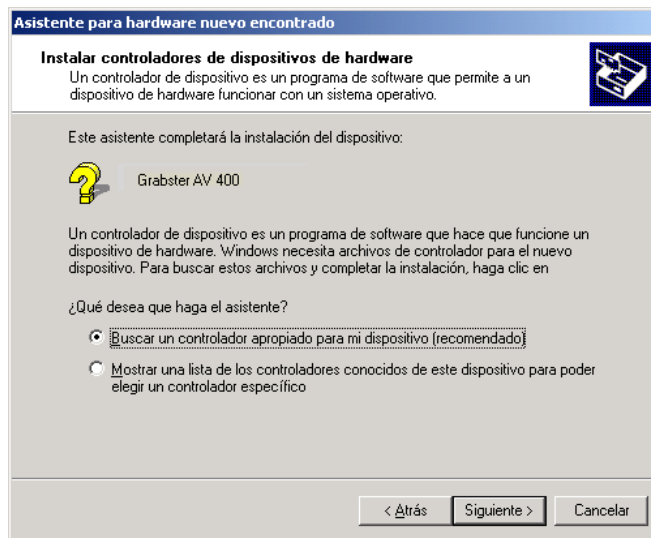 Asistente para hardware nuevo encontrado
Instalar controladores de dispositivos de hardware
Un controlador de dispositivo es un programa de software que permite a un
dispositivo de hardware funcionar con un sistema operativo.
Este asistente completará la instalación del dispositivo:
Grabster AV 400
Un controlador de dispositivo es un programa de software que hace que funcione un
dispositivo de hardware. Windows necesita archivos de controlador para el nuevo
dispositivo. Para buscar estos archivos y completar la instalación, haga clic en
¿Qué desea que haga el asistente?
Buscar un controlador apropiado para mi dispositivo (recomendado)
Mostrar una lista de los controladores conocidos de este dispositivo para poder
elegir un controlador específico
< Atrás Siguiente > Cancelar